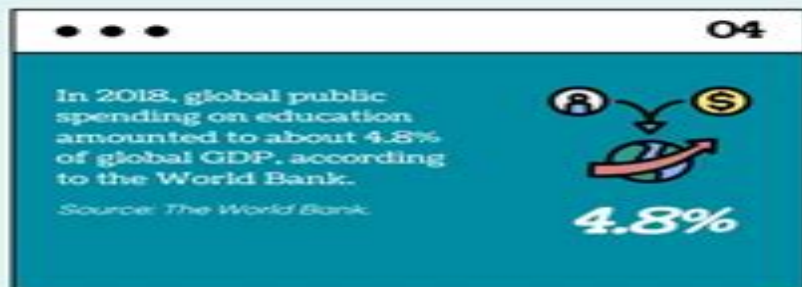 04
In 2018, global public
spending on education
amounted to about 4.8%
of global GDP, according
to the World Bank.
Source: The World Bank.
$
4.8%